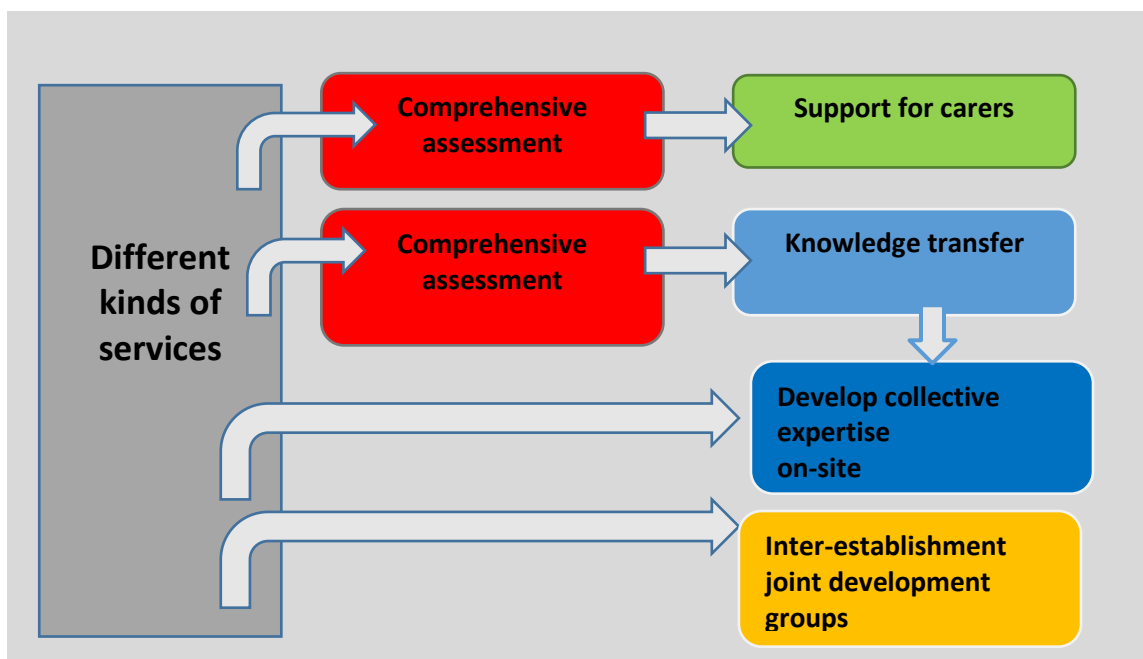 Comprehensive
assessment
Support for carers
Different
kinds of
services
Comprehensive
assessment
Knowledge transfer
Develop collective
expertise
on-site
Inter-establishment
joint development
groups